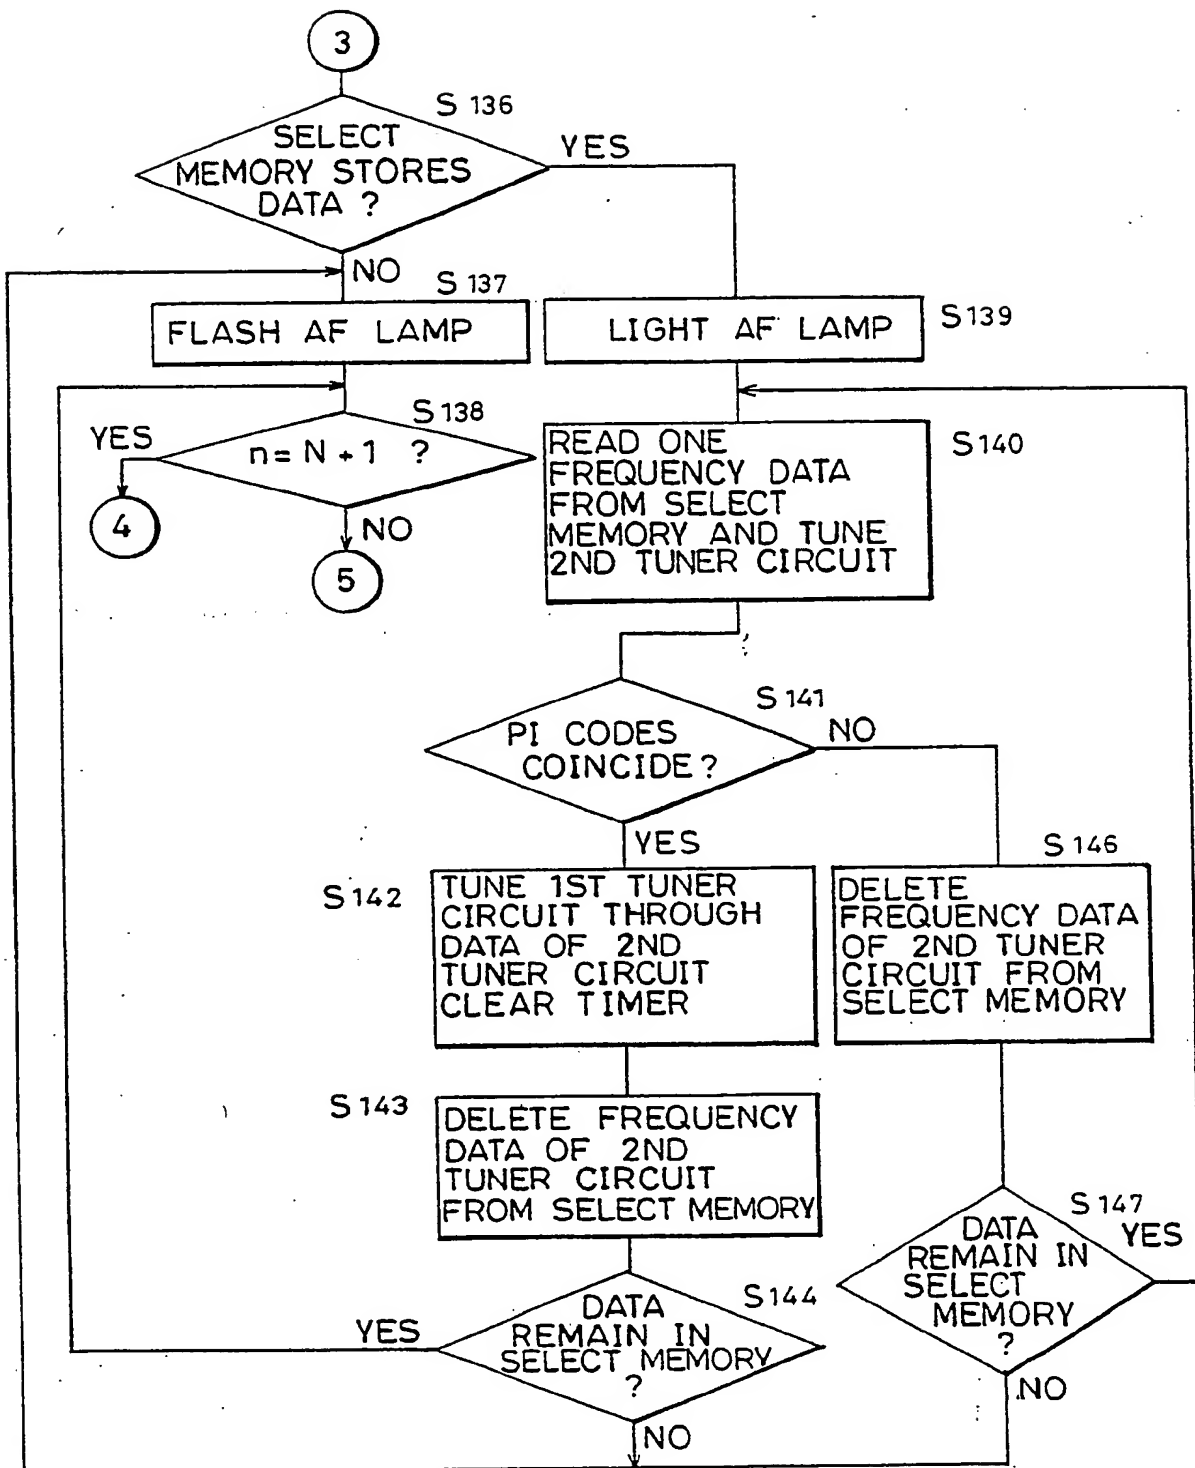 3
S 136
SELECT
MEMORY STORES
DATA ?
YES
NO
S 137
FLASH AF LAMP
LIGHT AF LAMP
S 139
S 138
YES
n = N + 1 ?
4
NO
5
READ ONE
FREQUENCY DATA
FROM SELECT
MEMORY AND TUNE
2ND TUNER CIRCUIT
S 140
S 141
PI CODES
COINCIDE ?
NO
YES
S 142
TUNE 1ST TUNER
CIRCUIT THROUGH
DATA OF 2ND
TUNER CIRCUIT
CLEAR TIMER
S 146
DELETE
FREQUENCY DATA
OF 2ND TUNER
CIRCUIT FROM
SELECT MEMORY
S 143
DELETE FREQUENCY
DATA OF 2ND
TUNER CIRCUIT
FROM SELECT MEMORY
S 147
DATA
REMAIN IN
SELECT
MEMORY
?
YES
NO
S 144
DATA
REMAIN IN
SELECT MEMORY
?
YES
NO